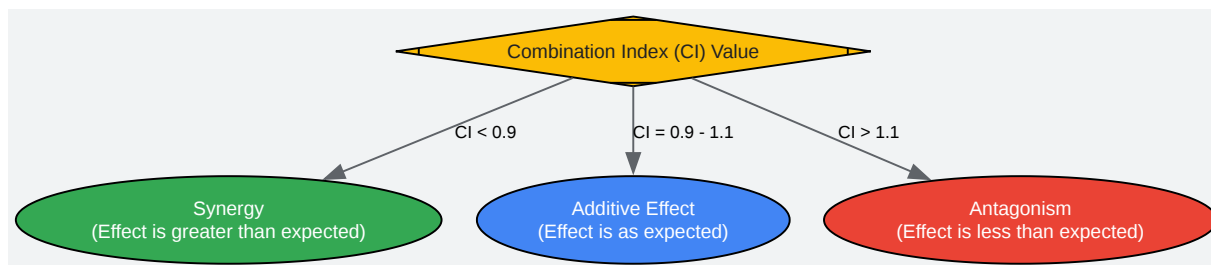 Combination Index (CI) Value
CI < 0.9
CI = 0.9 - 1.1
CI > 1.1
Synergy
(Effect is greater than expected)
Additive Effect
(Effect is as expected)
Antagonism
(Effect is less than expected)